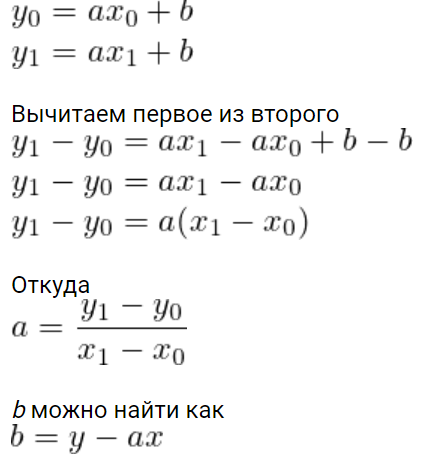 y₀ = ax₀ + b
y₁ = ax₁ + b
Вычитаем первое из второго
y₁ − y₀ = ax₁ − ax₀ + b − b
y₁ − y₀ = ax₁ − ax₀
y₁ − y₀ = a(x₁ − x₀)
Откуда
a = (y₁ − y₀)/(x₁ − x₀)
b можно найти как
b = y − ax